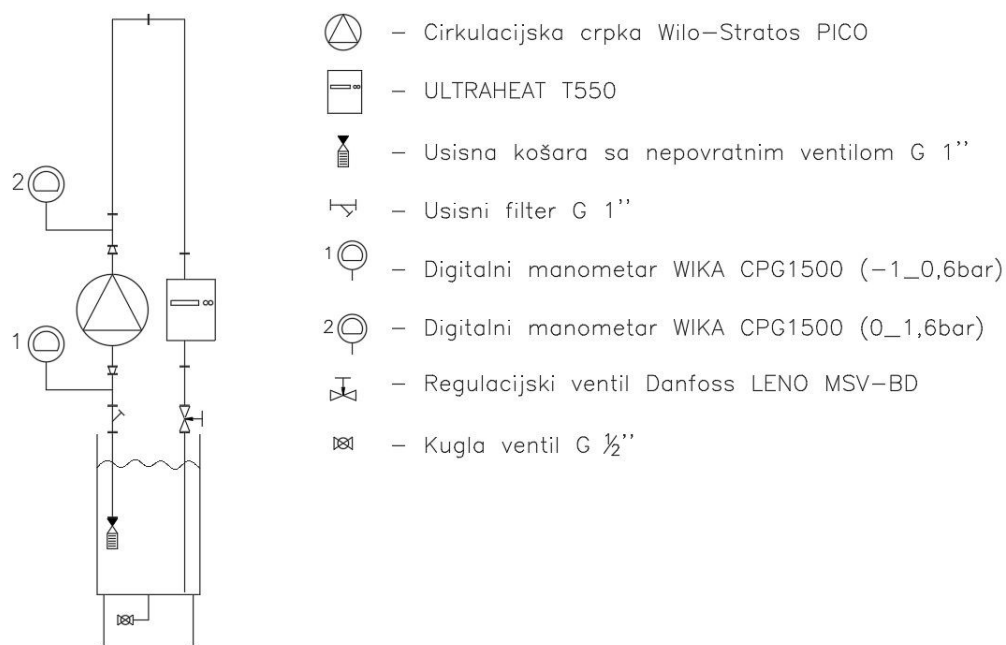 – Cirkulacijska crpka Wilo–Stratos PICO
– ULTRAHEAT T550
– Usisna košara sa nepovratnim ventilom G 1’’
– Usisni filter G 1’’
1 – Digitalni manometar WIKA CPG1500 (–1_0,6bar)
2 – Digitalni manometar WIKA CPG1500 (0_1,6bar)
– Regulacijski ventil Danfoss LENO MSV–BD
– Kugla ventil G ½’’
2
1